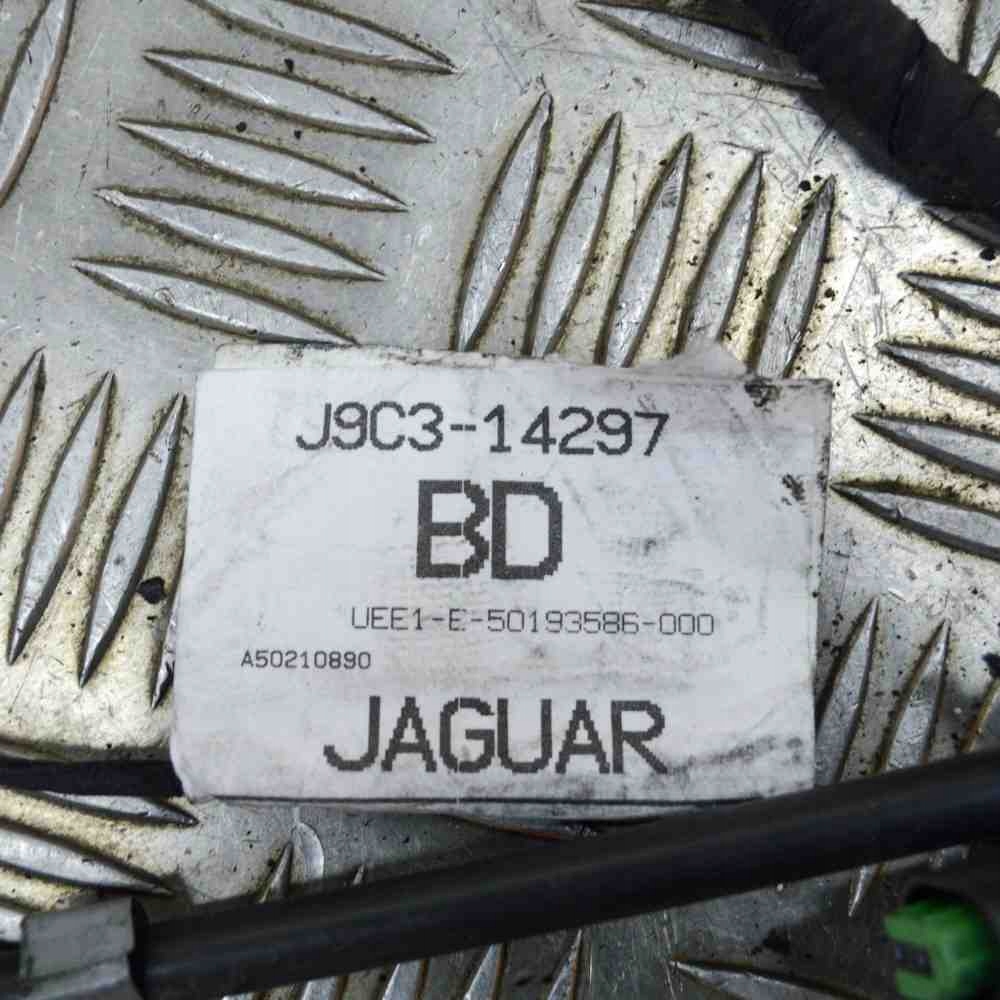 J9C3-14297
BD
UEE1-E-50193586-000
A50210890
JAGUAR